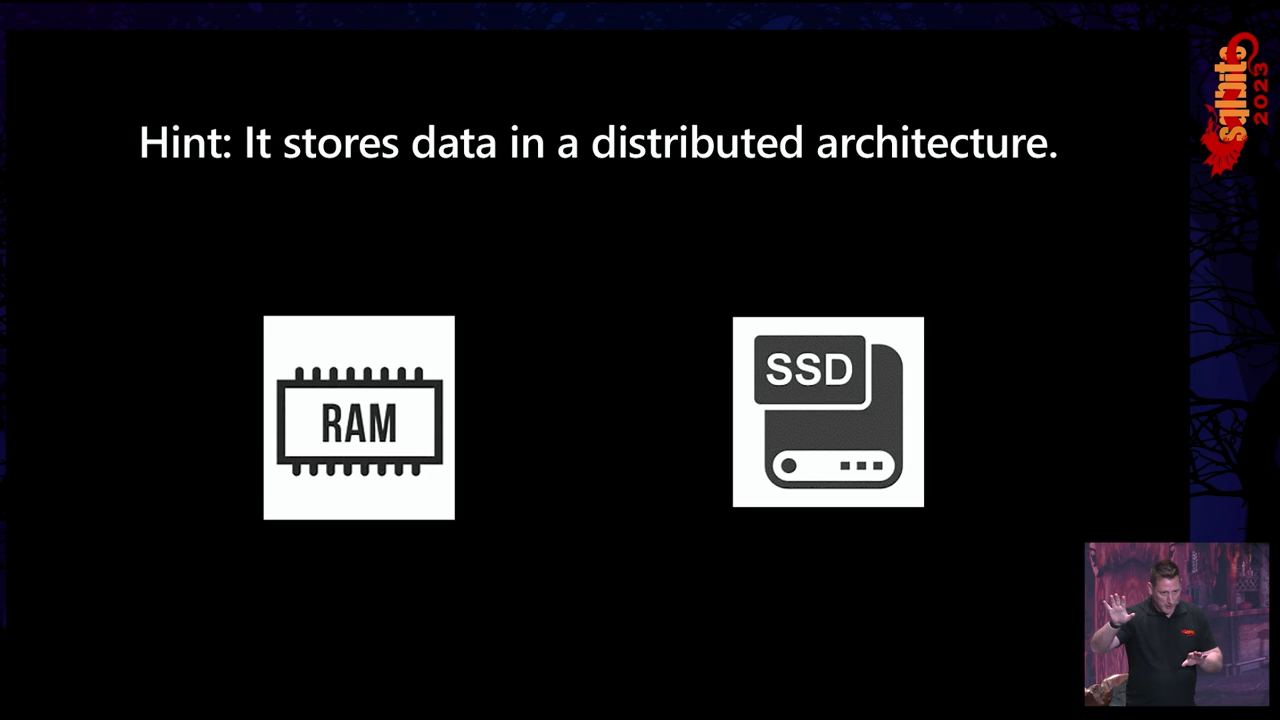 Hint: It stores data in a distributed architecture.
RAM
SSD
sqlbits
2023